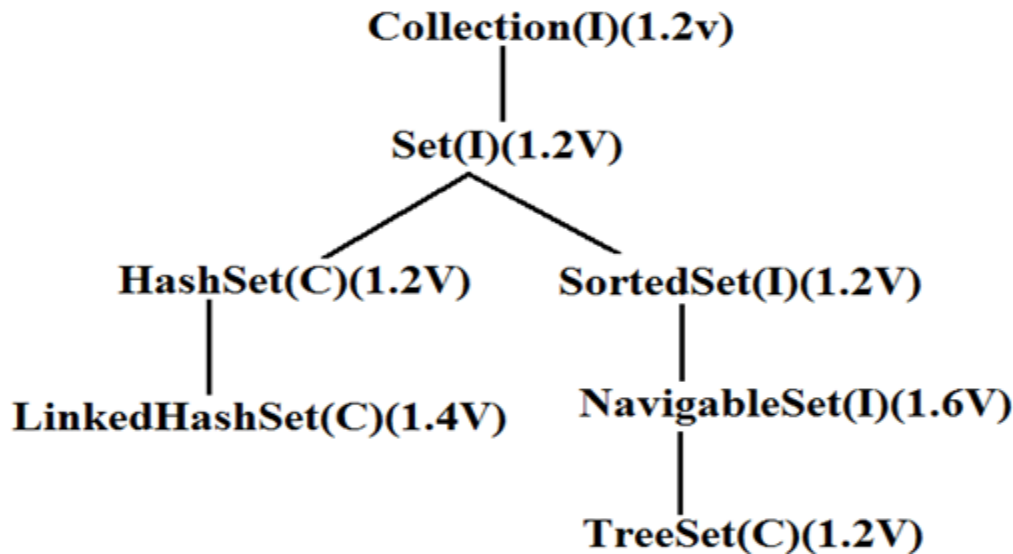 Collection(I)(1.2v)
Set(I)(1.2V)
HashSet(C)(1.2V)
SortedSet(I)(1.2V)
LinkedHashSet(C)(1.4V)
NavigableSet(I)(1.6V)
TreeSet(C)(1.2V)